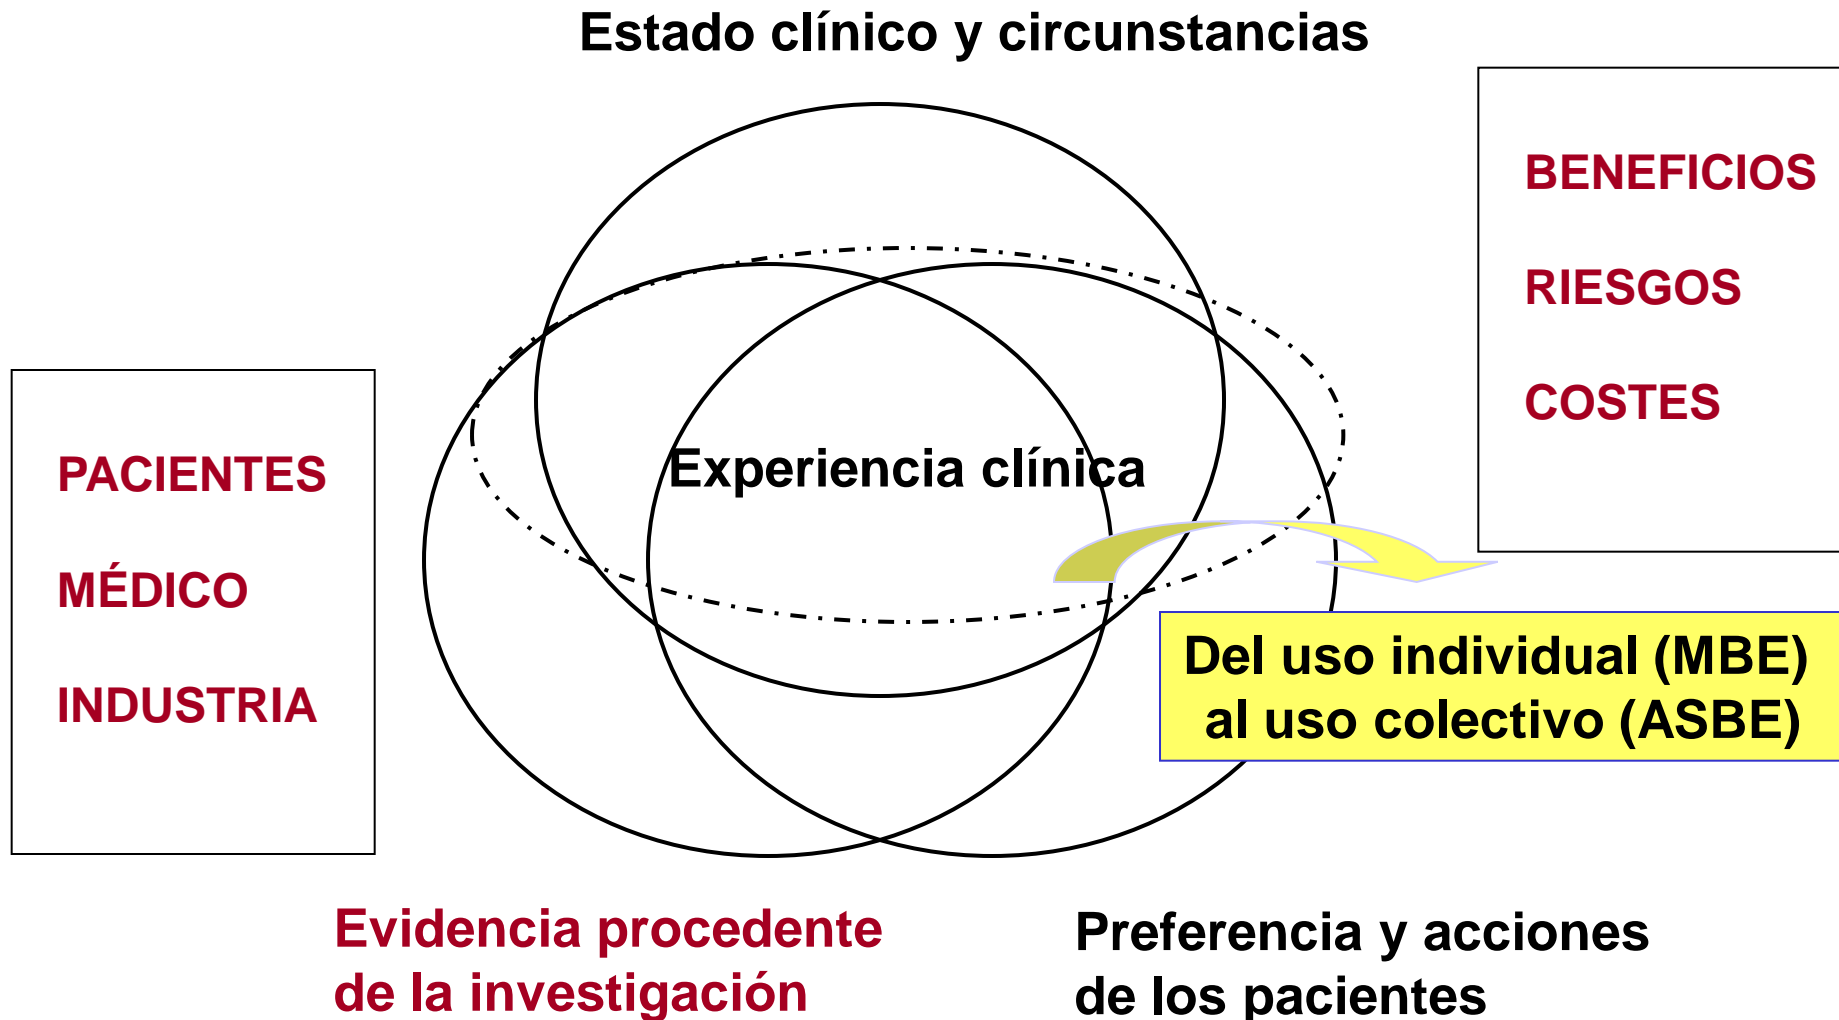 Estado clínico y circunstancias
BENEFICIOS
RIESGOS
COSTES
PACIENTES
MÉDICO
INDUSTRIA
Experiencia clínica
Del uso individual (MBE)
al uso colectivo (ASBE)
Evidencia procedente
de la investigación
Preferencia y acciones
de los pacientes